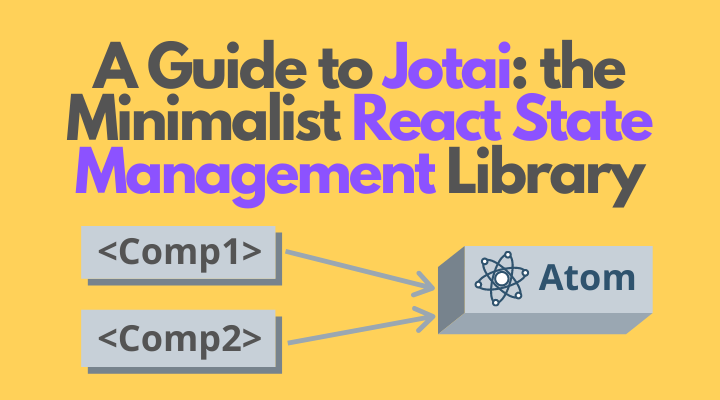 A Guide to Jotai: the
Minimalist React State
Management Library
<Comp1>
<Comp2>
Atom